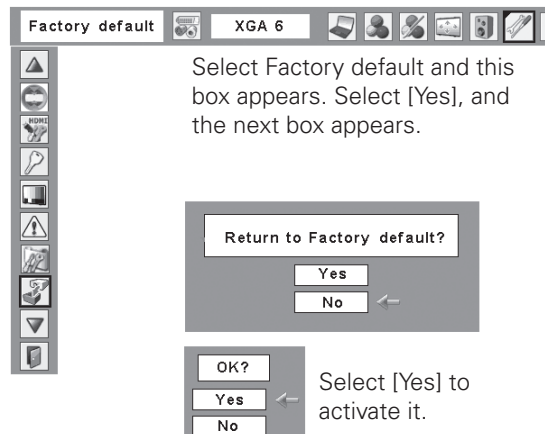 Factory default
XGA 6
Select Factory default and this
box appears. Select [Yes], and
the next box appears.
HDMI
Return to Factory default?
Yes
No
OK?
Yes
No
Select [Yes] to
activate it.